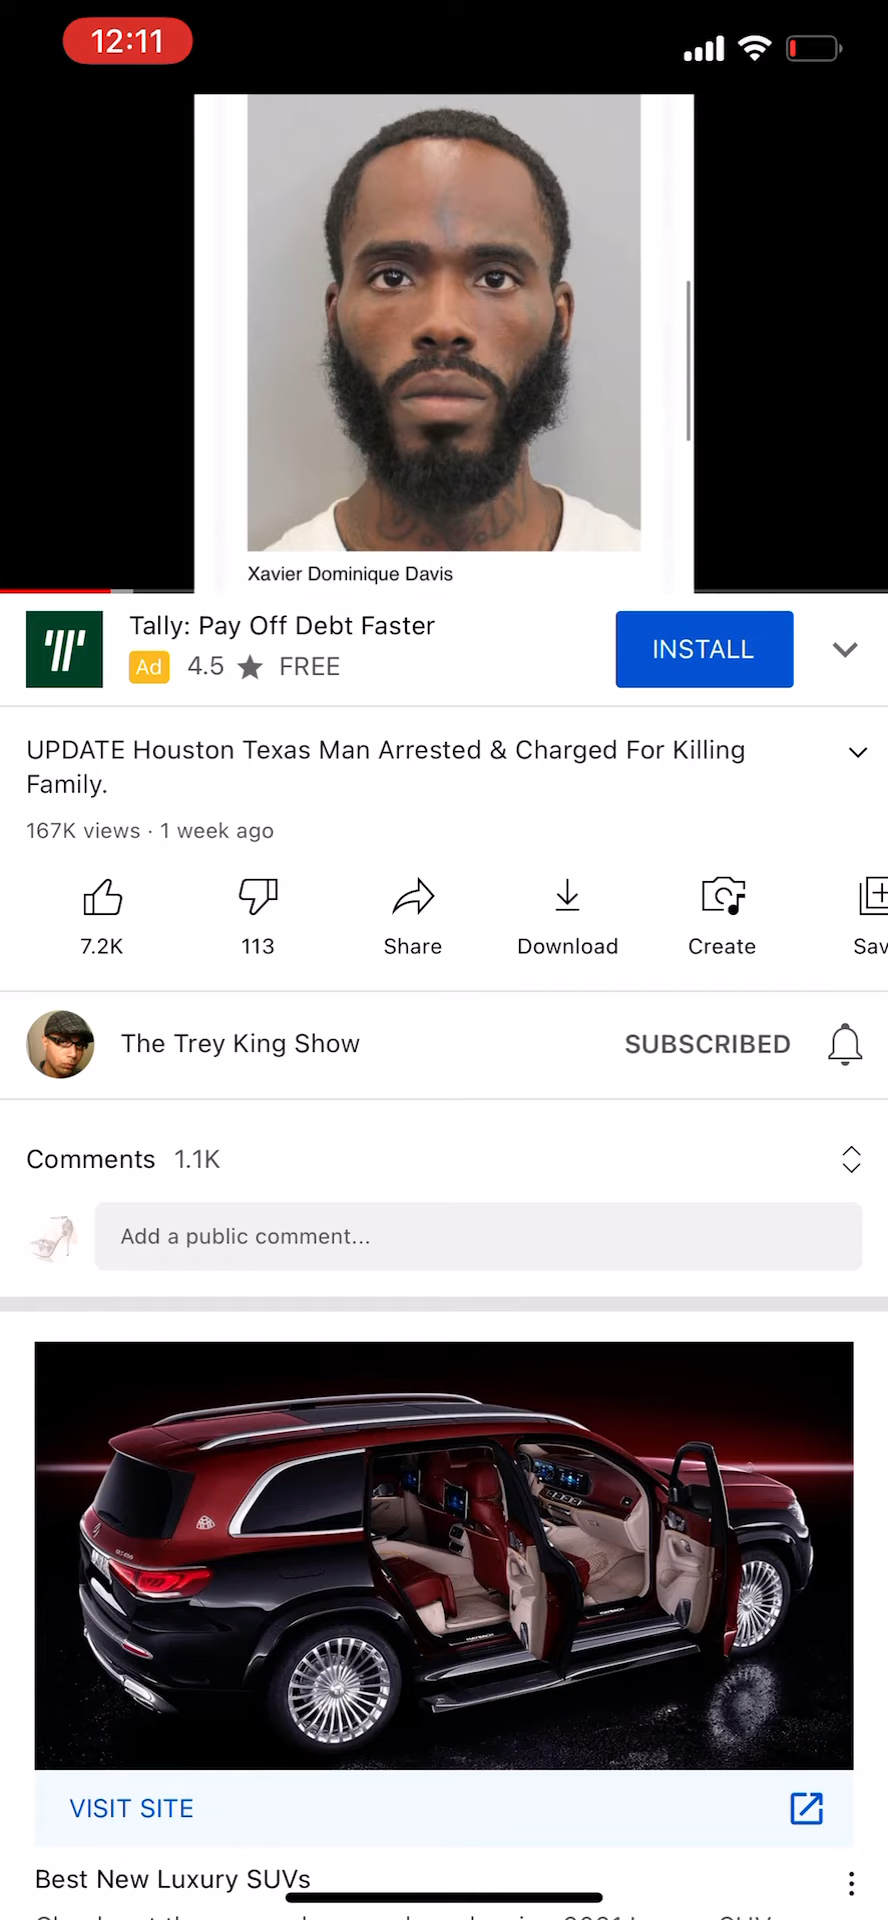 12:11
Xavier Dominique Davis
Tally: Pay Off Debt Faster
Ad 4.5 ★ FREE
INSTALL
UPDATE Houston Texas Man Arrested & Charged For Killing
Family.
167K views · 1 week ago
7.2K 113 Share Download Create Sav
The Trey King Show SUBSCRIBED
Comments 1.1K
Add a public comment...
VISIT SITE
Best New Luxury SUVs